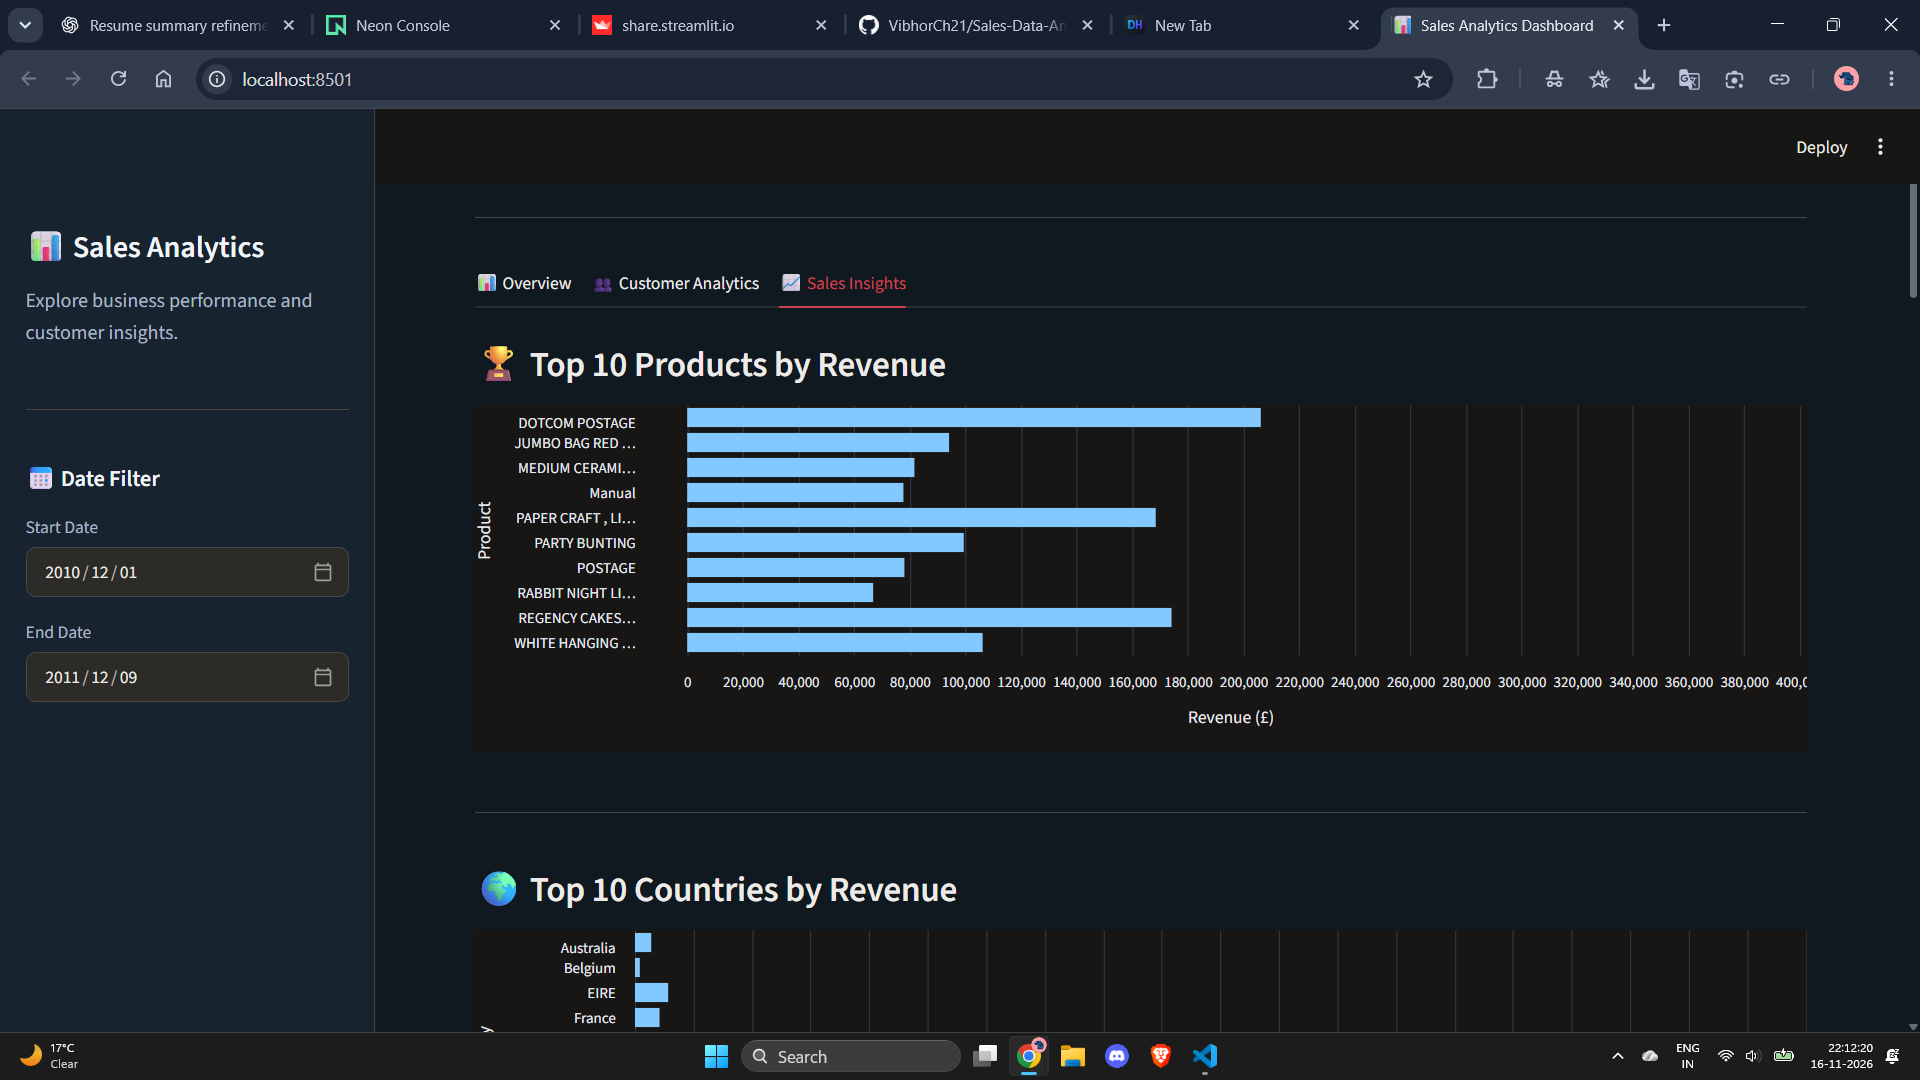 Resume summary refineme
Neon Console
share.streamlit.io
VibhorCh21/Sales-Data-An
DH New Tab
Sales Analytics Dashboard
localhost:8501
Deploy
Sales Analytics
Explore business performance and
customer insights.
Date Filter
Start Date
2010/12/01
End Date
2011/12/09
Overview
Customer Analytics
Sales Insights
Top 10 Products by Revenue
Product
DOTCOM POSTAGE
JUMBO BAG RED …
MEDIUM CERAMI…
Manual
PAPER CRAFT , LI…
PARTY BUNTING
POSTAGE
RABBIT NIGHT LI…
REGENCY CAKES…
WHITE HANGING …
0 20,000 40,000 60,000 80,000 100,000 120,000 140,000 160,000 180,000 200,000 220,000 240,000 260,000 280,000 300,000 320,000 340,000 360,000 380,000 400,0
Revenue (£)
Top 10 Countries by Revenue
Australia
Belgium
EIRE
France
y
17°C
Clear
Search
ENG
IN
22:12:20
16-11-2026